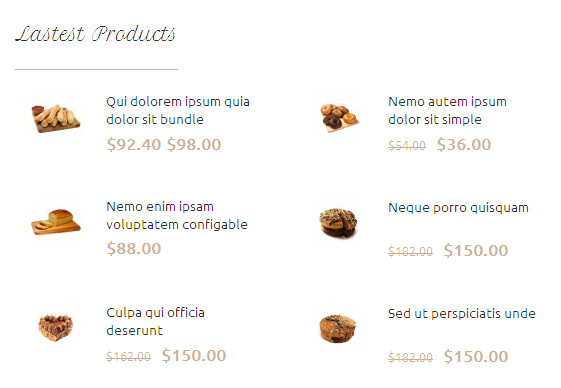 Lastest Products
Qui dolorem ipsum quia
dolor sit bundle
$92.40 $98.00
Nemo autem ipsum
dolor sit simple
$54.00 $36.00
Nemo enim ipsam
voluptatem configable
$88.00
Neque porro quisquam
$182.00 $150.00
Culpa qui officia
deserunt
$162.00 $150.00
Sed ut perspiciatis unde
$182.00 $150.00